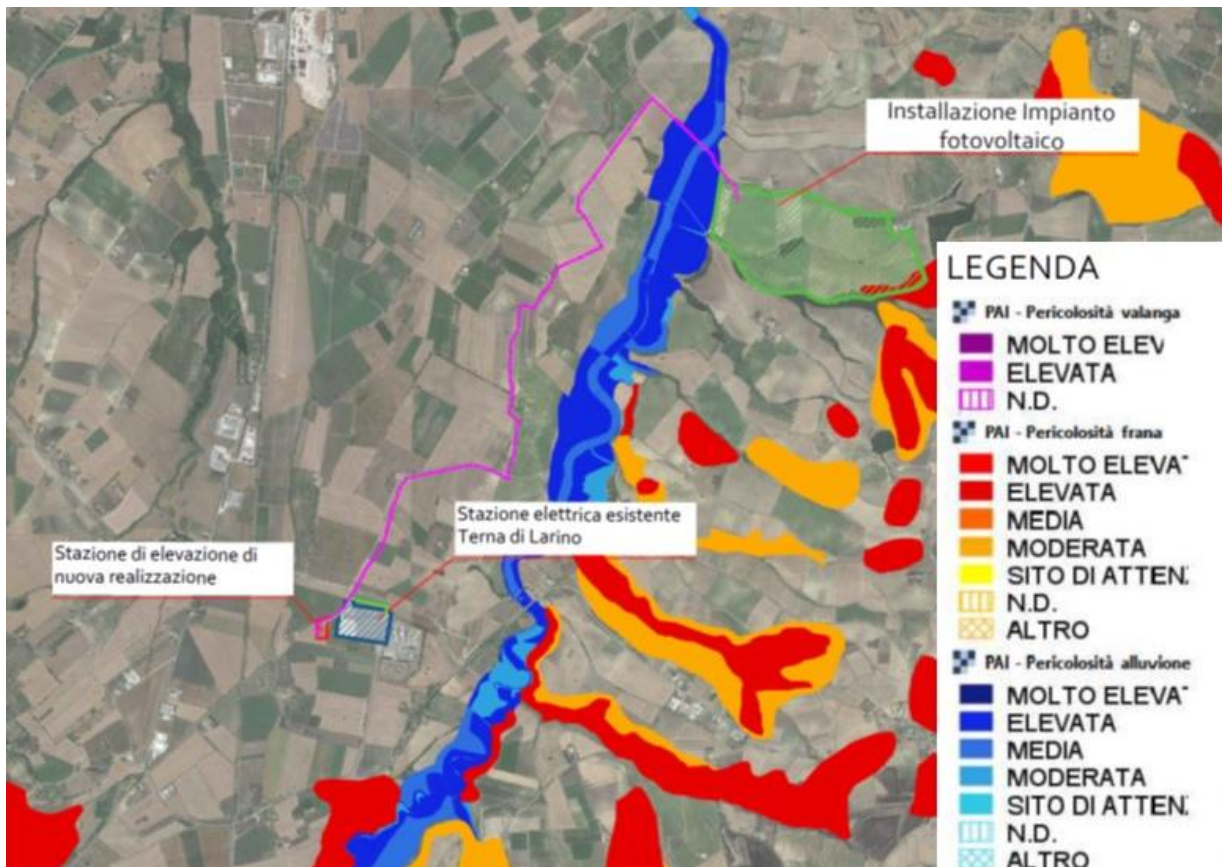 Installazione Impianto
fotovoltaico
Stazione elettrica esistente
Terna di Larino
Stazione di elevazione di
nuova realizzazione
LEGENDA
PAI - Pericolosità valanga
MOLTO ELEV
ELEVATA
N.D.
PAI - Pericolosità frana
MOLTO ELEVA
ELEVATA
MEDIA
MODERATA
SITO DI ATTEN
N.D.
ALTRO
PAI - Pericolosità alluvione
MOLTO ELEVA
ELEVATA
MEDIA
MODERATA
SITO DI ATTEN
N.D.
ALTRO